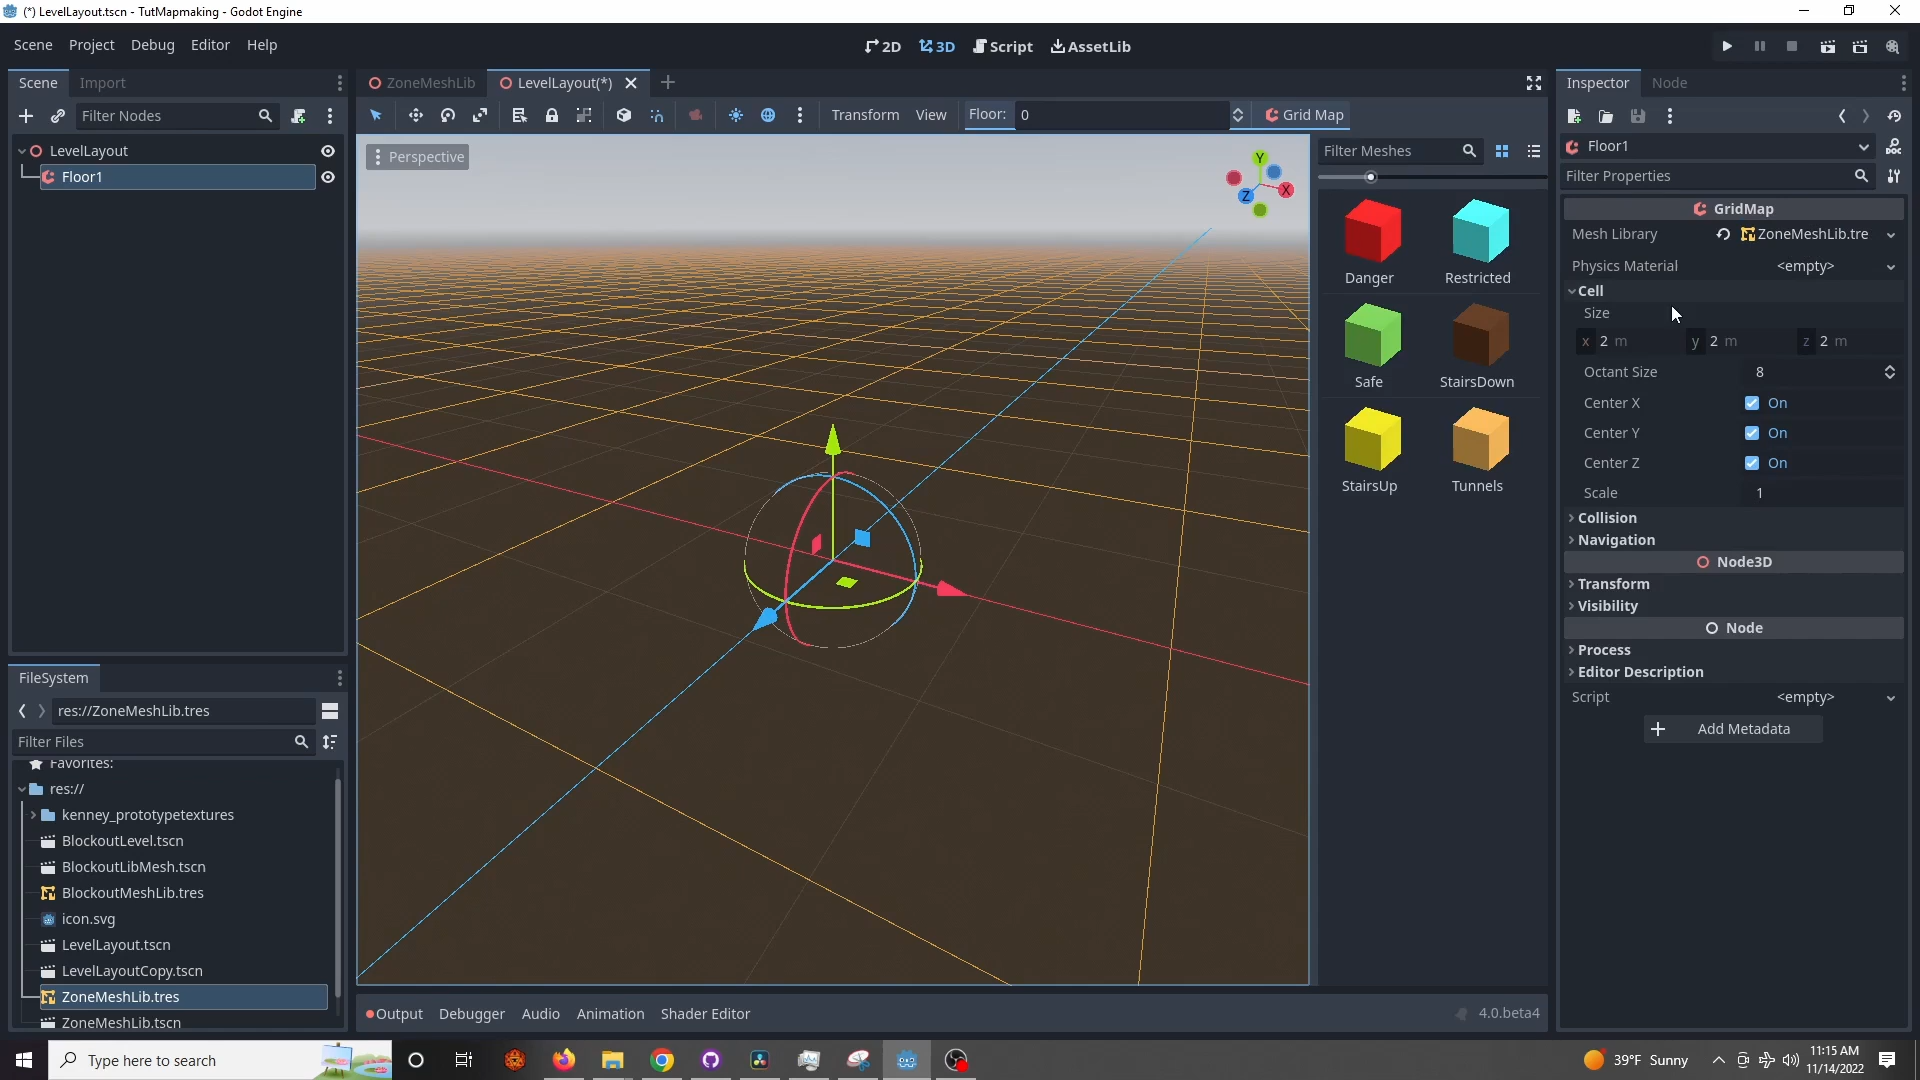 (*) LevelLayout.tscn - TutMapmaking - Godot Engine
Scene Project Debug Editor Help
2D 3D Script AssetLib
Scene Import
ZoneMeshLib LevelLayout(*)
Inspector Node
Filter Nodes
Transform View Floor: 0 Grid Map
LevelLayout
Floor1
Perspective
Y
X
Z
Filter Meshes
Danger Restricted
Safe StairsDown
StairsUp Tunnels
Floor1
Filter Properties
GridMap
Mesh Library ZoneMeshLib.tre
Physics Material <empty>
Cell
Size
x 2 m y 2 m z 2 m
Octant Size 8
Center X On
Center Y On
Center Z On
Scale 1
Collision
Navigation
Node3D
Transform
Visibility
Node
Process
Editor Description
Script <empty>
Add Metadata
FileSystem
res://ZoneMeshLib.tres
Filter Files
Favorites:
res://
kenney_prototypetextures
BlockoutLevel.tscn
BlockoutLibMesh.tscn
BlockoutMeshLib.tres
icon.svg
LevelLayout.tscn
LevelLayoutCopy.tscn
ZoneMeshLib.tres
ZoneMeshLib.tscn
Output Debugger Audio Animation Shader Editor 4.0.beta4
Type here to search
39°F Sunny
11:15 AM
11/14/2022